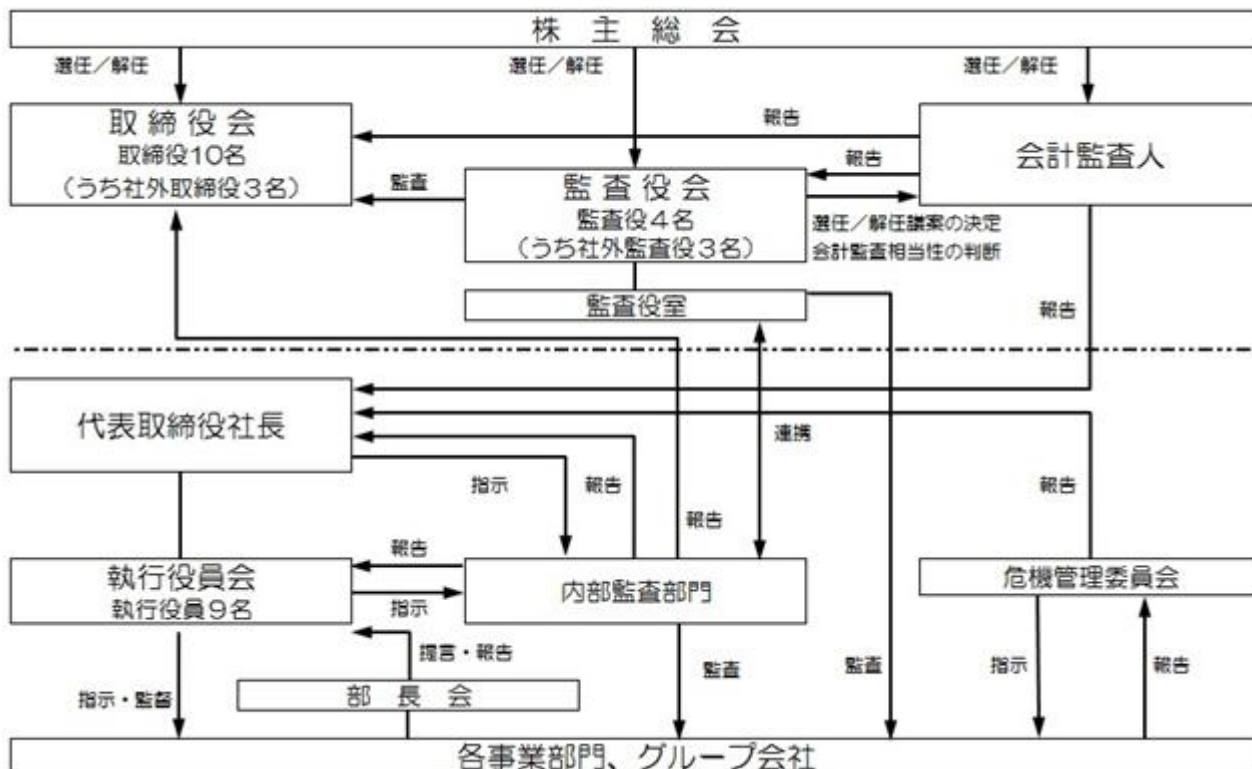 株主総会
選任／解任
選任／解任
選任／解任
取締役会
取締役10名
（うち社外取締役3名）
報告
会計監査人
報告
監査
監査役会
監査役4名
（うち社外監査役3名）
選任／解任議案の決定
会計監査相当性の判断
監査役室
報告
代表取締役社長
連携
指示
報告
報告
報告
報告
執行役員会
執行役員9名
指示
内部監査部門
危機管理委員会
提言・報告
監査
監査
指示
報告
指示・監督
部長会
各事業部門、グループ会社